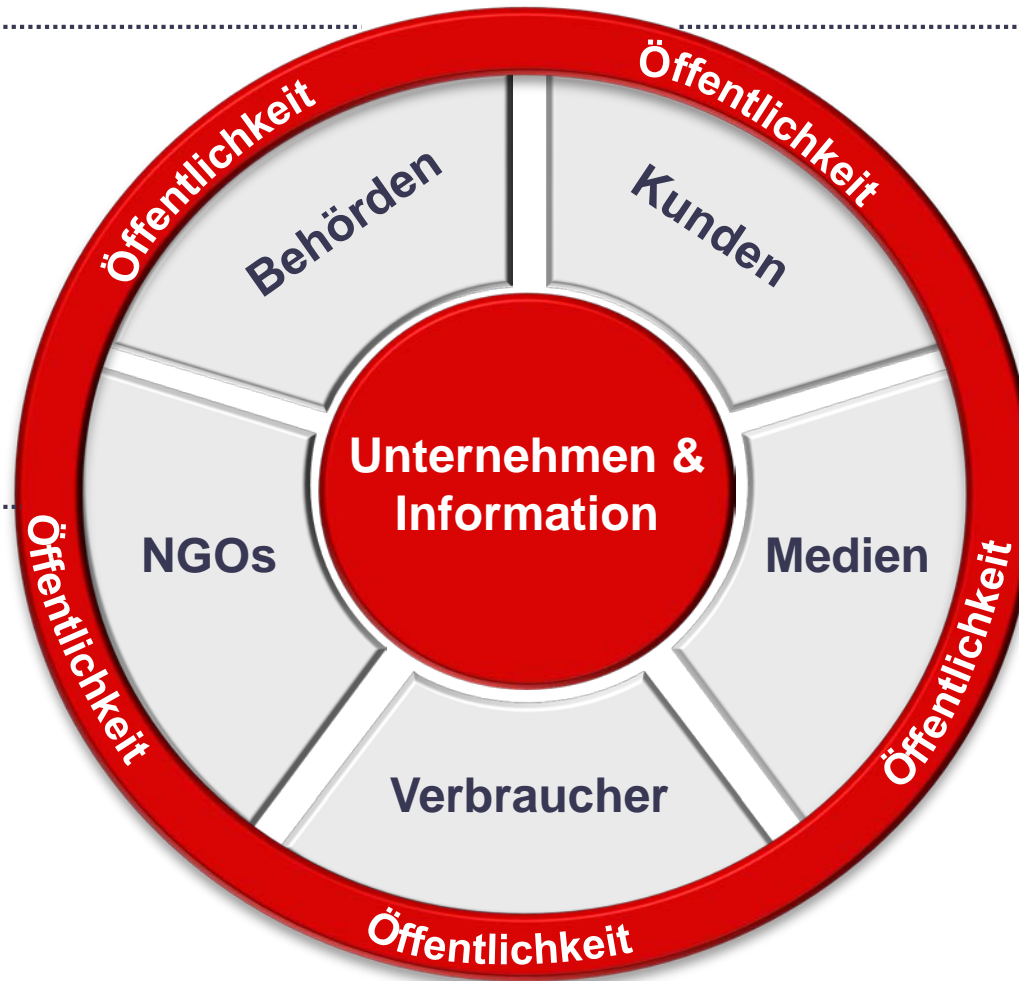 Öffentlichkeit
Öffentlichkeit
Behörden
Kunden
Unternehmen &
Information
NGOs
Medien
Öffentlichkeit
Öffentlichkeit
Verbraucher
Öffentlichkeit